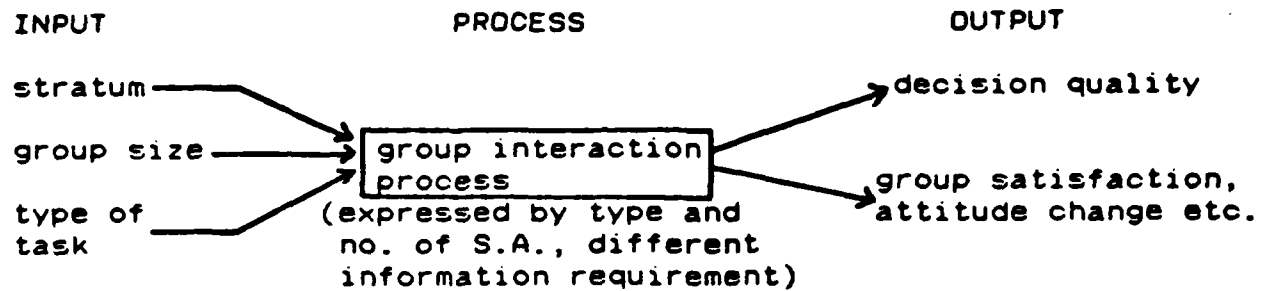 INPUT PROCESS OUTPUT
stratum
decision quality
group size
group interaction
process
group satisfaction,
attitude change etc.
type of
task
(expressed by type and
no. of S.A., different
information requirement)